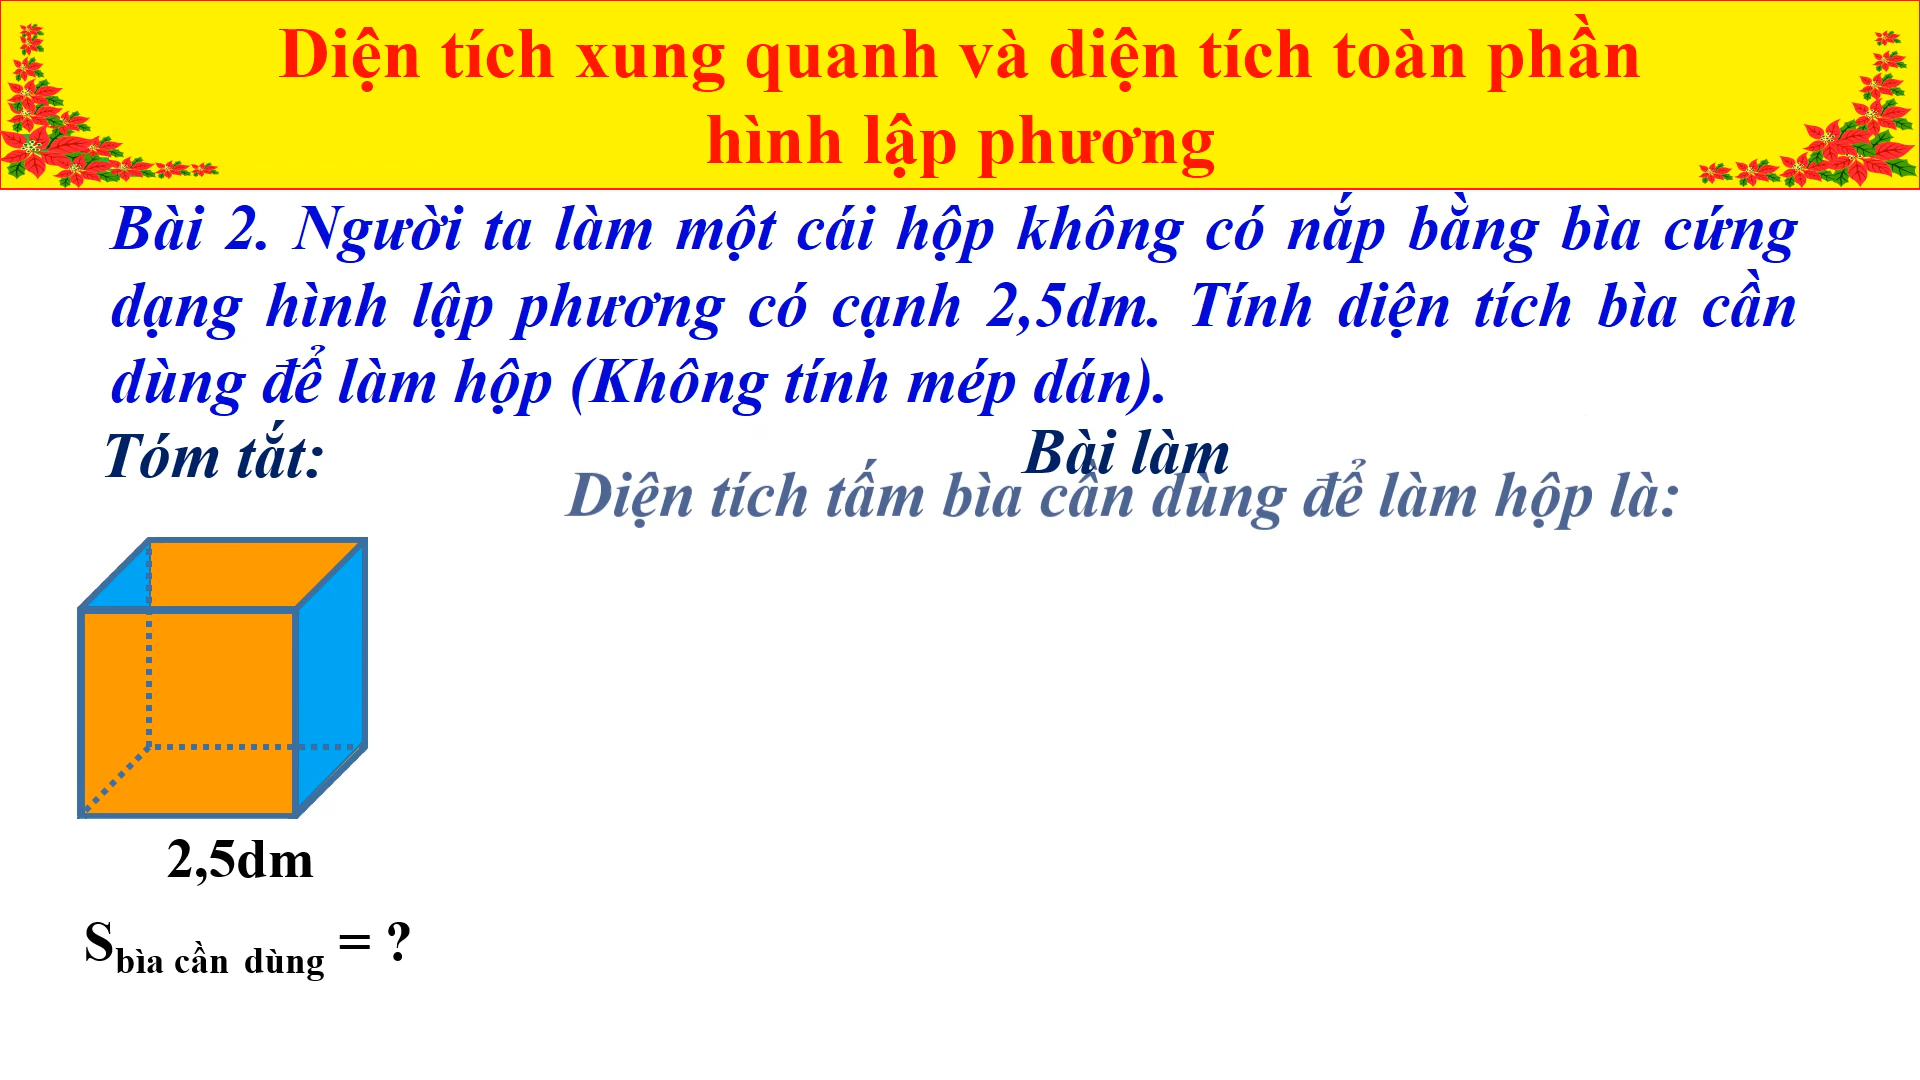 Diện tích xung quanh và diện tích toàn phần
hình lập phương
Bài 2. Người ta làm một cái hộp không có nắp bằng bìa cứng
dạng hình lập phương có cạnh 2,5dm. Tính diện tích bìa cần
dùng để làm hộp (Không tính mép dán).
Tóm tắt:
Bài làm
Diện tích tấm bìa cần dùng để làm hộp là:
2,5dm
Sbìa cần dùng = ?